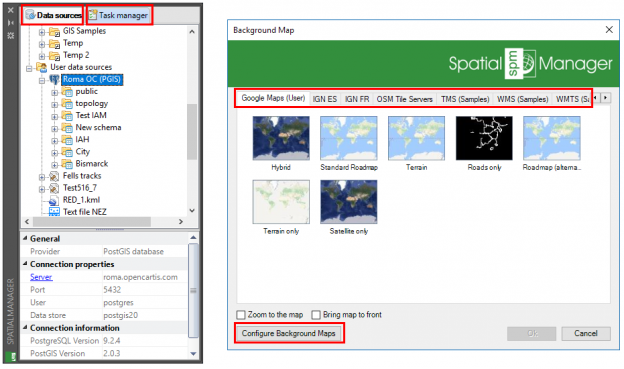 Data sources Task manager
GIS Samples
Temp
Temp 2
User data sources
Roma OC (PGIS)
public
topology
Test IAM
New schema
IAH
City
Bismarck
Fells tracks
Test516_7
RED_1.kml
Text file NEZ
General
Provider PostGIS database
Connection properties
Server roma.opencartis.com
Port 5432
User postgres
Data store postgis20
Connection information
PostgreSQL Version 9.2.4
PostGIS Version 2.0.3
SPATIALMANAGER
Background Map
Spatial spm Manager
Google Maps (User) IGN ES IGN FR OSM Tile Servers TMS (Samples) WMS (Samples) WMTS (Sa
Hybrid Standard Roadmap Terrain Roads only Roadmap (alterna...
Terrain only Satellite only
Zoom to the map Bring map to front
Configure Background Maps Ok Cancel